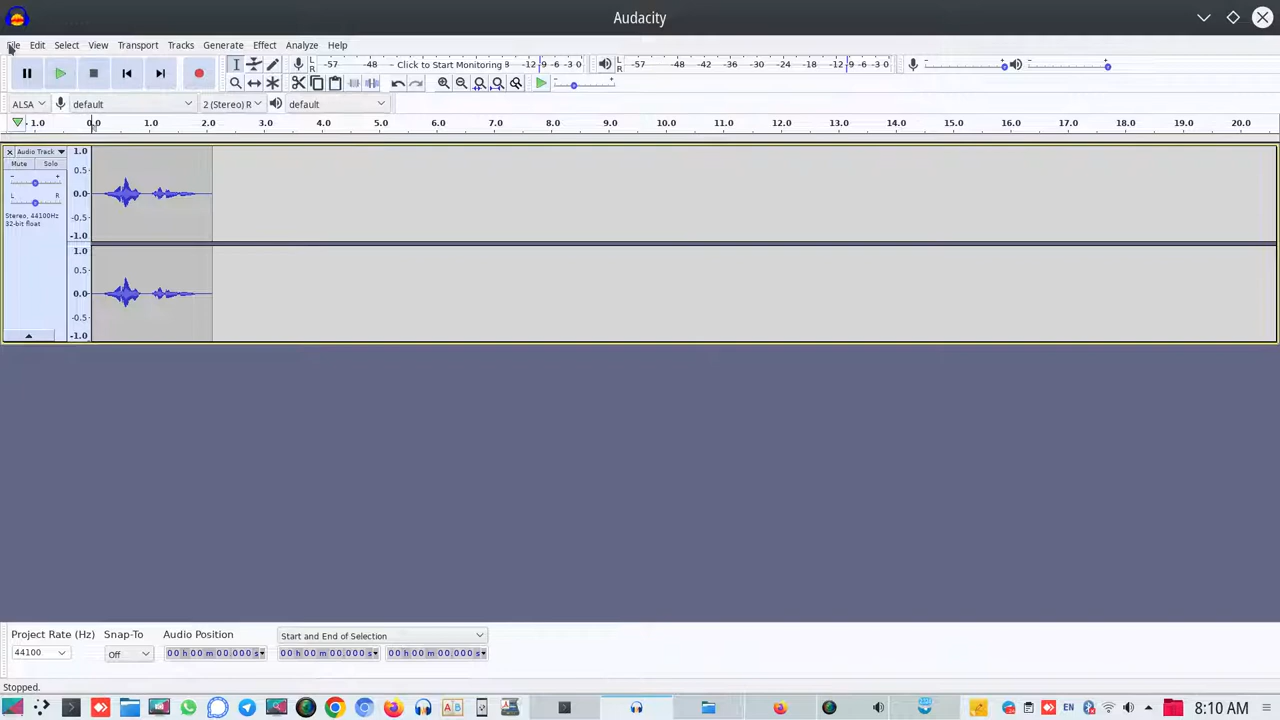 Audacity
File Edit Select View Transport Tracks Generate Effect Analyze Help
L R -57 -48 - Click to Start Monitoring 8 -12 -9 -6 -3 0 L R -57 -48 -42 -36 -30 -24 -18 -12 -9 -6 -3 0
ALSA default 2 (Stereo) R default
- 1.0 0.0 1.0 2.0 3.0 4.0 5.0 6.0 7.0 8.0 9.0 10.0 11.0 12.0 13.0 14.0 15.0 16.0 17.0 18.0 19.0 20.0
Audio Track 1.0
Mute Solo
0.5
- +
0.0
L R
Stereo, 44100Hz -0.5
32-bit float
-1.0
1.0
0.5
0.0
-0.5
-1.0
Project Rate (Hz) Snap-To Audio Position Start and End of Selection
44100 Off 00 h 00 m 00.000 s 00 h 00 m 00.000 s 00 h 00 m 00.000 s
Stopped.
EN 8:10 AM